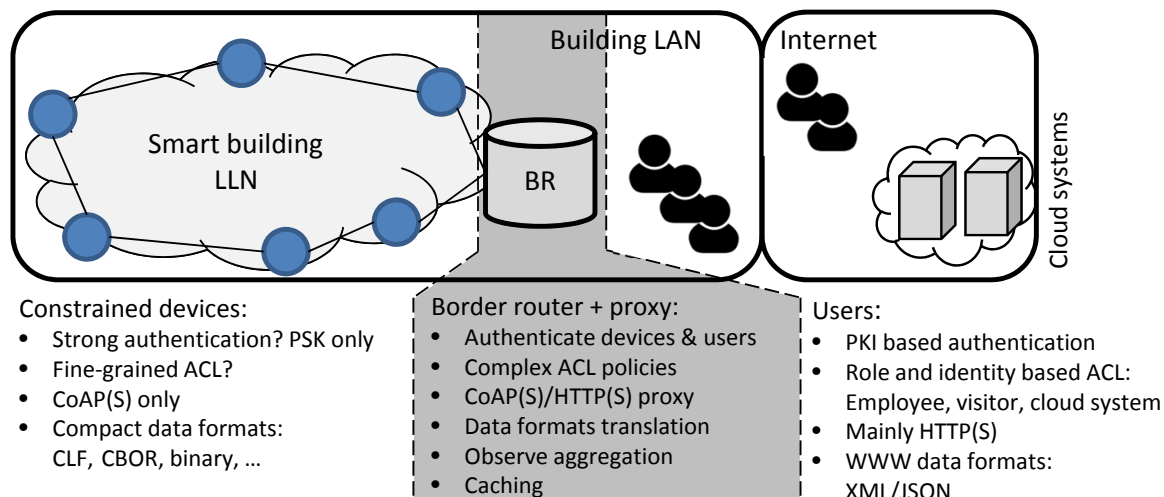 Building LAN
Internet
Smart building
LLN
BR
Cloud systems
Constrained devices:
• Strong authentication? PSK only
• Fine-grained ACL?
• CoAP(S) only
• Compact data formats:
CLF, CBOR, binary, ...
Border router + proxy:
• Authenticate devices & users
• Complex ACL policies
• CoAP(S)/HTTP(S) proxy
• Data formats translation
• Observe aggregation
• Caching
Users:
• PKI based authentication
• Role and identity based ACL:
Employee, visitor, cloud system
• Mainly HTTP(S)
• WWW data formats:
XML/JSON